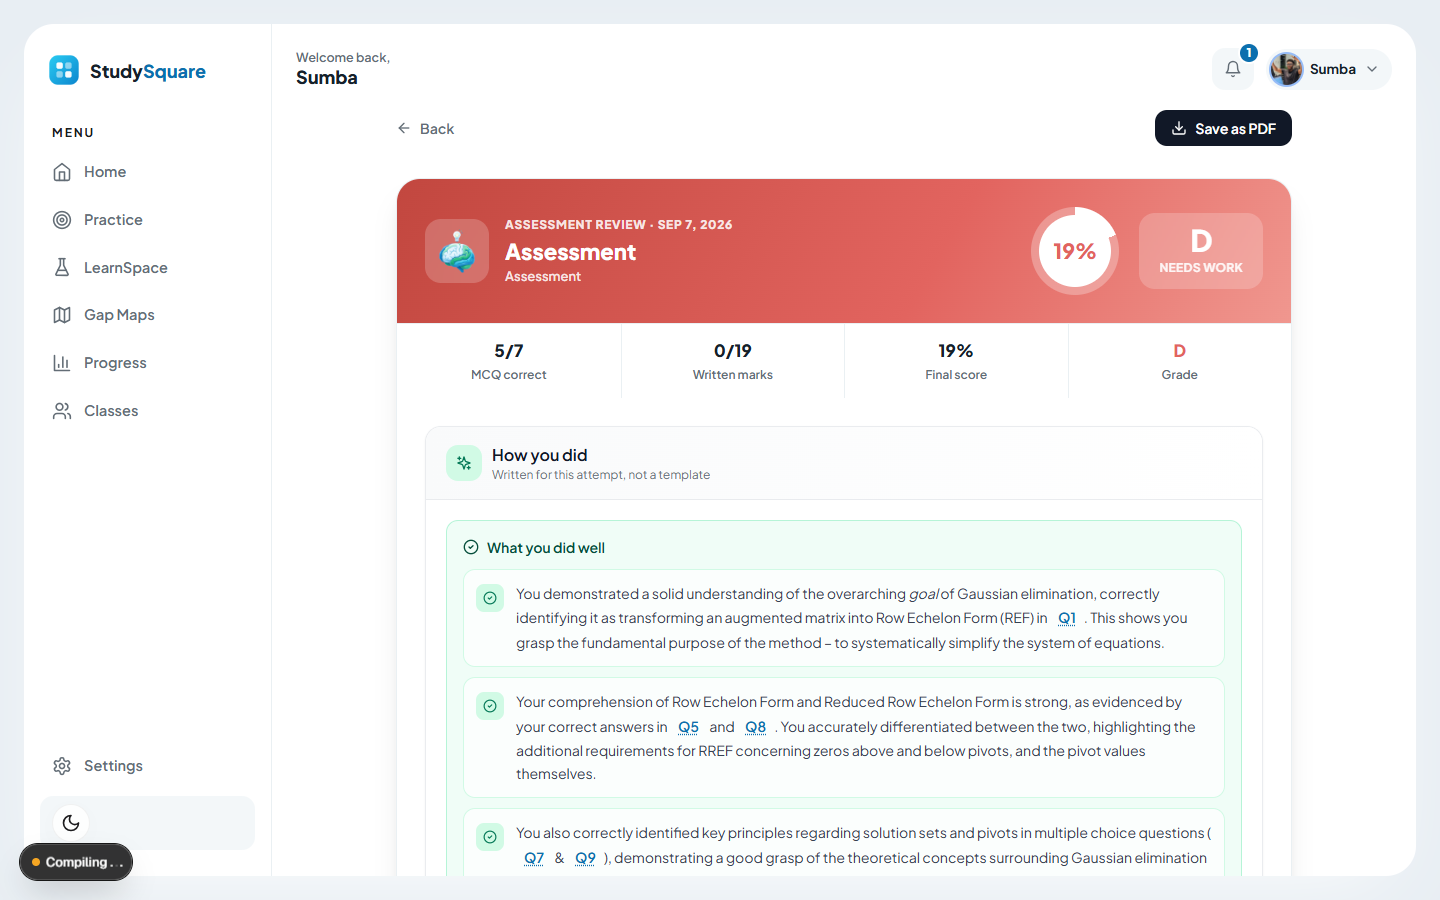 StudySquare
MENU
Home
Practice
LearnSpace
Gap Maps
Progress
Classes
Settings
Compiling . . .
Welcome back,
Sumba
1
Sumba
Back
Save as PDF
ASSESSMENT REVIEW · SEP 7, 2026
Assessment
Assessment
19%
D
NEEDS WORK
5/7
MCQ correct
0/19
Written marks
19%
Final score
D
Grade
How you did
Written for this attempt, not a template
What you did well
You demonstrated a solid understanding of the overarching goal of Gaussian elimination, correctly
identifying it as transforming an augmented matrix into Row Echelon Form (REF) in Q1 . This shows you
grasp the fundamental purpose of the method – to systematically simplify the system of equations.
Your comprehension of Row Echelon Form and Reduced Row Echelon Form is strong, as evidenced by
your correct answers in Q5 and Q8 . You accurately differentiated between the two, highlighting the
additional requirements for RREF concerning zeros above and below pivots, and the pivot values
themselves.
You also correctly identified key principles regarding solution sets and pivots in multiple choice questions (
Q7 & Q9 ), demonstrating a good grasp of the theoretical concepts surrounding Gaussian elimination